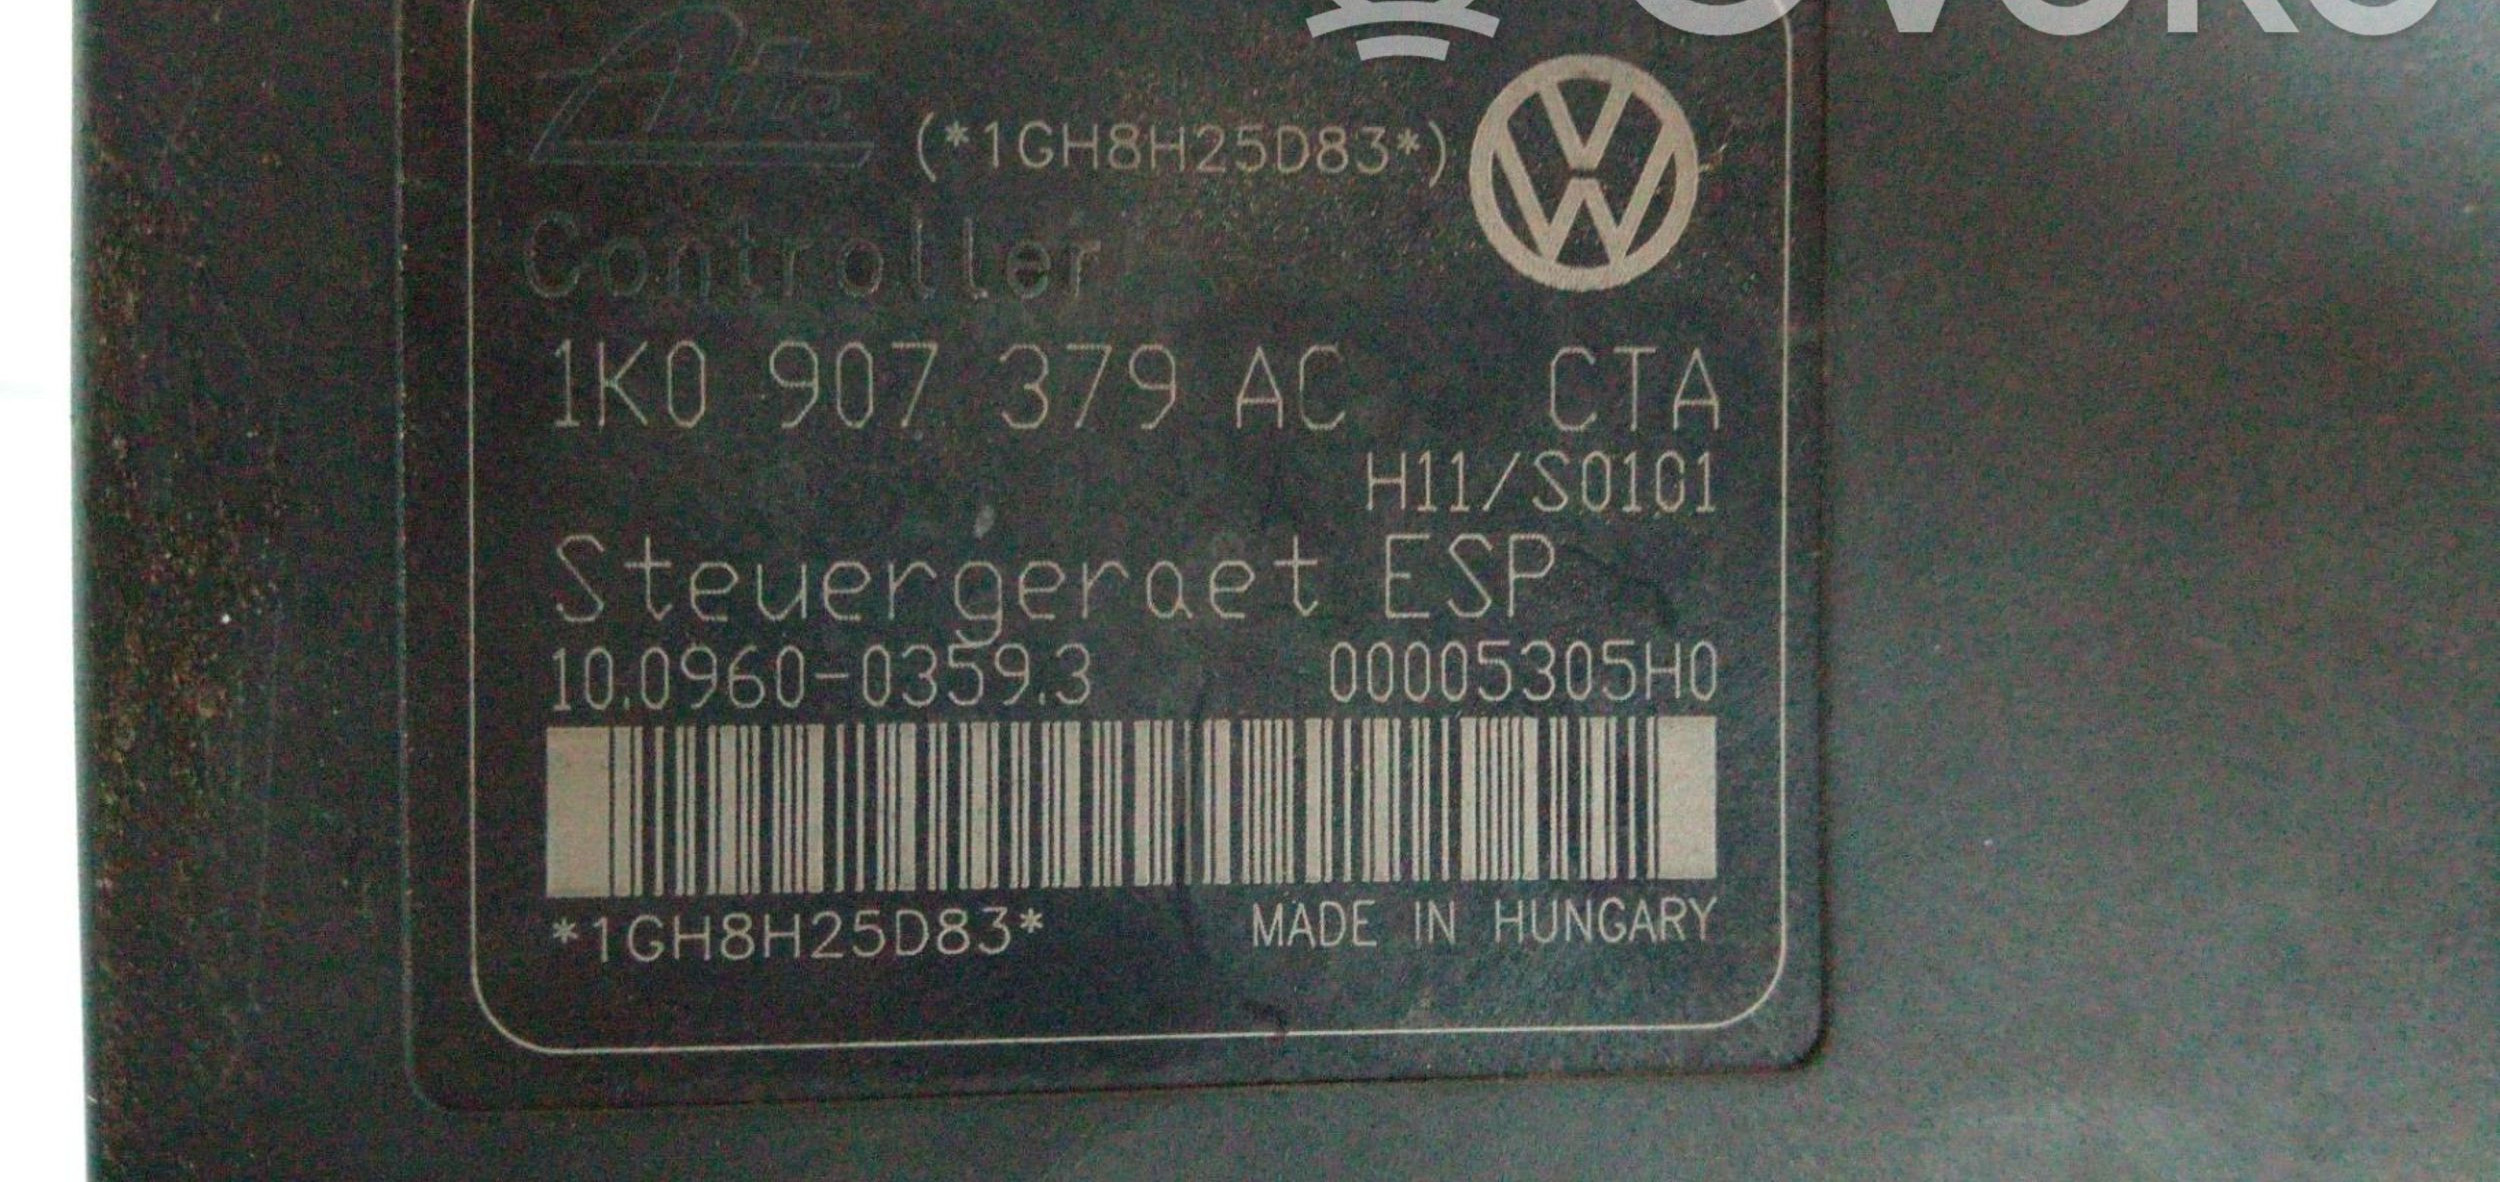 Ate
(*1GH8H25D83*)
Controller
1K0 907 379 AC CTA
H11/S0101
Steuergeraet ESP
10.0960-0359.3 00005305H0
*1GH8H25D83* MADE IN HUNGARY